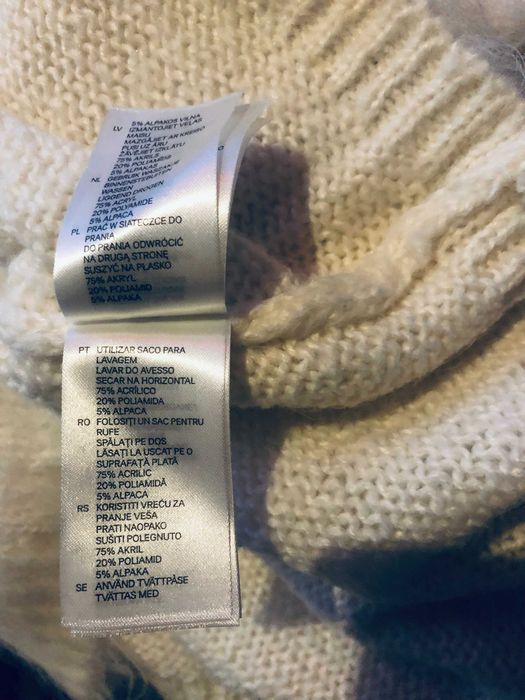 5% ALPAKOS VILNA
LV IZMANTOJIET VEĻAS
MAISU
MAZGĀJIET AR KREISO
PUSI UZ ĀRU
ŽĀVĒJIET IZKLĀTU
75% AKRILS
20% POLIAMĪDS
5% ALPAKAS
NL GEBRUIK WASZAKJE
BINNENSTEBUITEN
WASSEN
LIGGEND DROGEN
75% ACRYL
20% POLYAMIDE
5% ALPACA
PL PRAĆ W SIATECZCE DO
PRANIA
DO PRANIA ODWRÓCIĆ
NA DRUGĄ STRONĘ
SUSZYĆ NA PŁASKO
75% AKRYL
20% POLIAMID
5% ALPAKA
PT UTILIZAR SACO PARA
LAVAGEM
LAVAR DO AVESSO
SECAR NA HORIZONTAL
75% ACRÍLICO
20% POLIAMIDA
5% ALPACA
RO FOLOSIȚI UN SAC PENTRU
RUFE
SPĂLAȚI PE DOS
LĂSAȚI LA USCAT PE O
SUPRAFAȚĂ PLATĂ
75% ACRILIC
20% POLIAMIDĂ
5% ALPACA
RS KORISTITI VREĆU ZA
PRANJE VEŠA
PRATI NAOPAKO
SUŠITI POLEGNUTO
75% AKRIL
20% POLIAMID
5% ALPAKA
SE ANVÄND TVÄTTPÅSE
TVÄTTAS MED